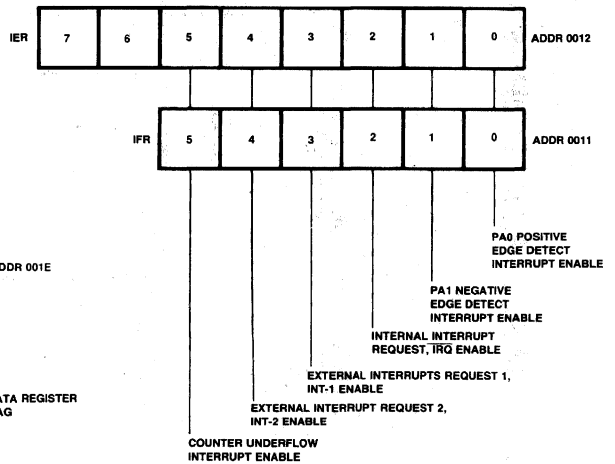 IER 7 6 5 4 3 2 1 0 ADDR 0012
IFR 5 4 3 2 1 0 ADDR 0011
PA0 POSITIVE
EDGE DETECT
INTERRUPT ENABLE
DDR 001E
PA1 NEGATIVE
EDGE DETECT
INTERRUPT ENABLE
INTERNAL INTERRUPT
REQUEST, IRQ ENABLE
EXTERNAL INTERRUPTS REQUEST 1,
INT-1 ENABLE
ATA REGISTER
AG
EXTERNAL INTERRUPT REQUEST 2,
INT-2 ENABLE
COUNTER UNDERFLOW
INTERRUPT ENABLE